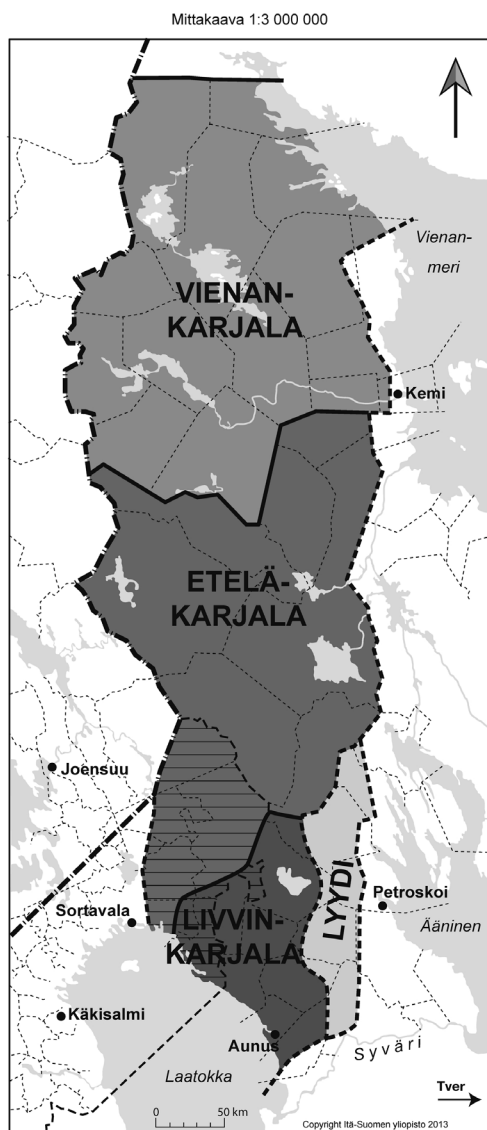 Mittakaava 1:3 000 000
Vienan-
meri
VIENAN-
KARJALA
Kemi
ETELÄ-
KARJALA
Joensuu
LYYDI
Petroskoi
Sortavala
LIVVIN-
KARJALA
Ääninen
Käkisalmi
Aunus
Syväri
Laatokka
Tver
0 50 km
Copyright Itä-Suomen yliopisto 2013